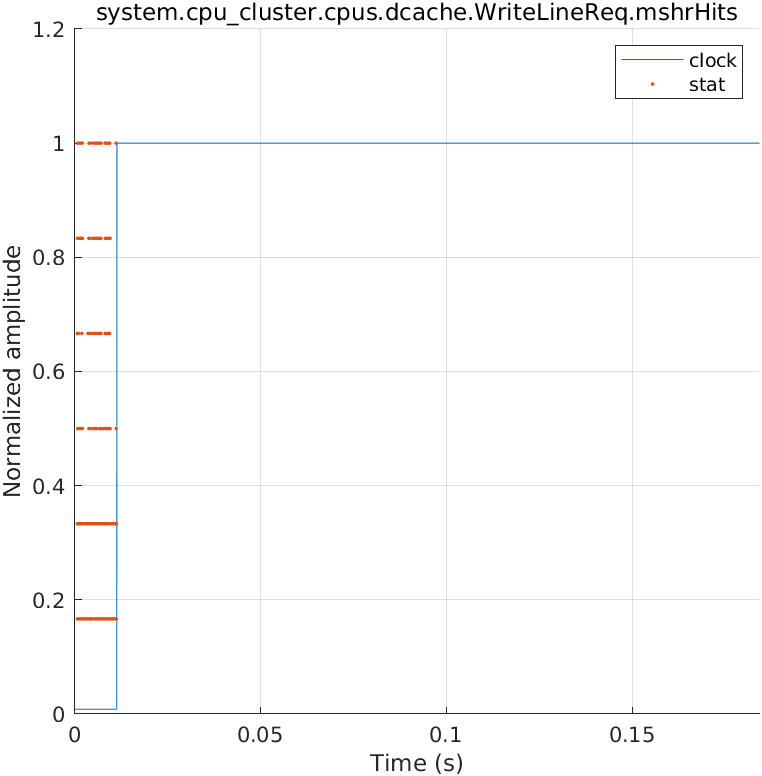 system.cpu_cluster.cpus.dcache.WriteLineReq.mshrHits
1.2
clock
stat
1
0.8
0.6
0.4
0.2
0
Normalized amplitude
0 0.05 0.1 0.15
Time (s)